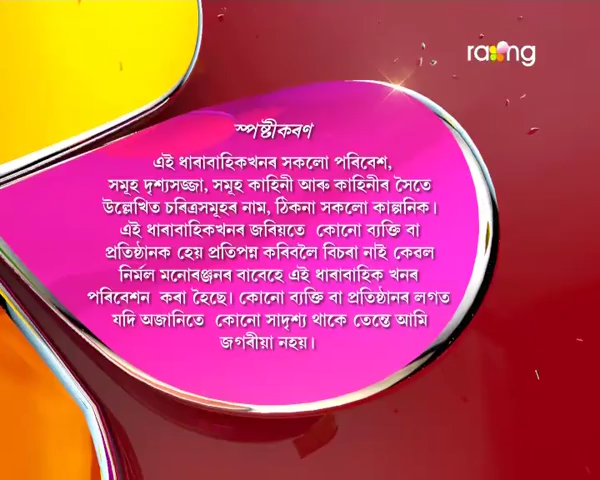 rang
স্পষ্টীকৰণ
এই ধাৰাবাহিকখনৰ সকলো পৰিবেশ,
সমূহ দৃশ্যসজ্জা, সমূহ কাহিনী আৰু কাহিনীৰ সৈতে
উল্লেখিত চৰিত্ৰসমূহৰ নাম, ঠিকনা সকলো কাল্পনিক।
এই ধাৰাবাহিকখনৰ জৰিয়তে কোনো ব্যক্তি বা
প্ৰতিষ্ঠানক হেয় প্ৰতিপন্ন কৰিবলৈ বিচৰা নাই কেৱল
নিৰ্মল মনোৰঞ্জনৰ বাবেহে এই ধাৰাবাহিক খনৰ
পৰিবেশন কৰা হৈছে। কোনো ব্যক্তি বা প্ৰতিষ্ঠানৰ লগত
যদি অজানিতে কোনো সাদৃশ্য থাকে তেন্তে আমি
জগৰীয়া নহয়।